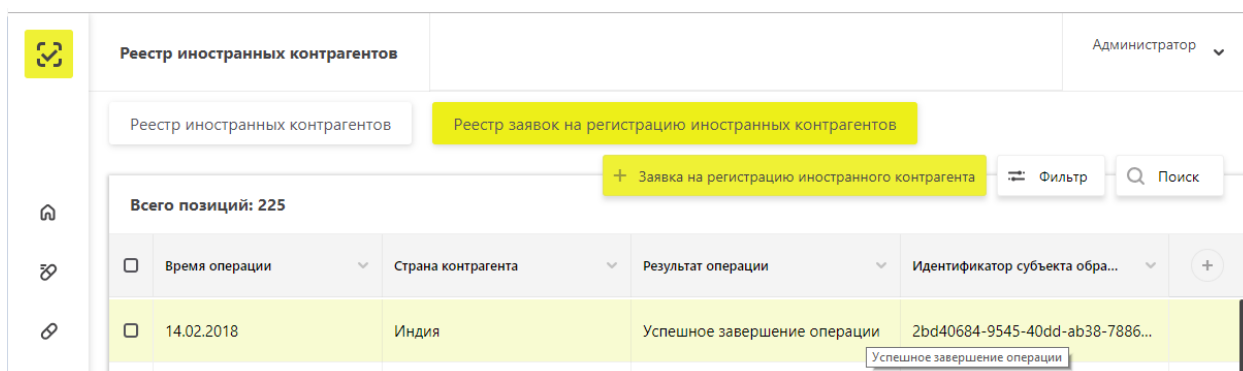 Реестр иностранных контрагентов
Администратор
Реестр иностранных контрагентов
Реестр заявок на регистрацию иностранных контрагентов
+ Заявка на регистрацию иностранного контрагента
Фильтр
Поиск
Всего позиций: 225
Время операции
Страна контрагента
Результат операции
Идентификатор субъекта обра...
14.02.2018
Индия
Успешное завершение операции
2bd40684-9545-40dd-ab38-7886...
Успешное завершение операции